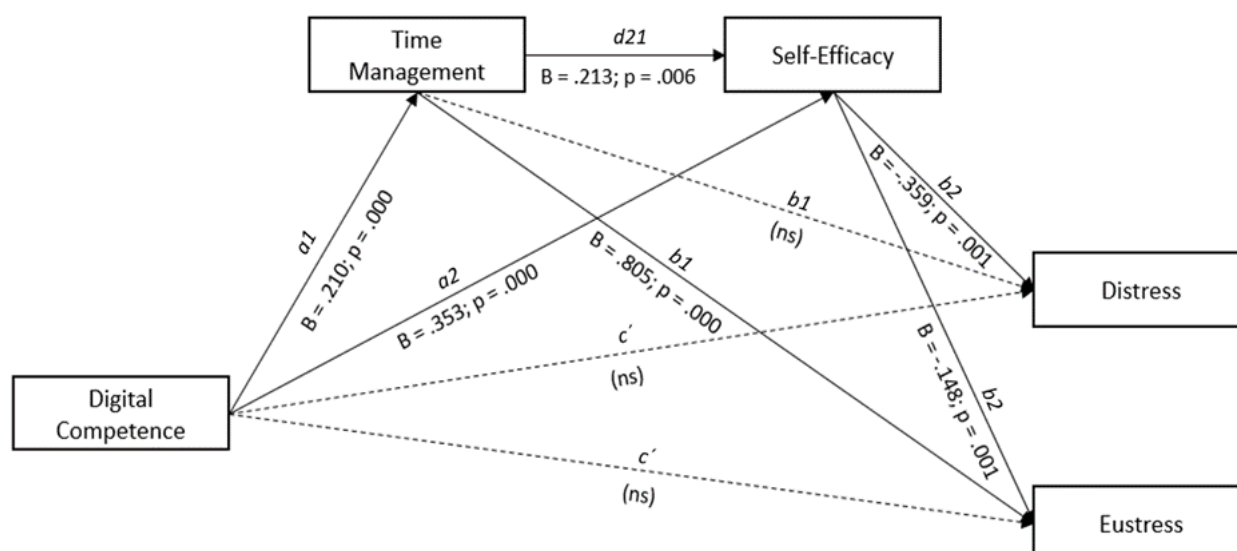 Time
Management
d21
B = .213; p = .006
Self-Efficacy
a1
B = .210; p = .000
a2
B = .353; p = .000
b1
(ns)
b1
B = .805; p = .000
b2
B = -.359; p = .001
b2
B = -.148; p = .001
Distress
c´
(ns)
Digital
Competence
c´
(ns)
Eustress